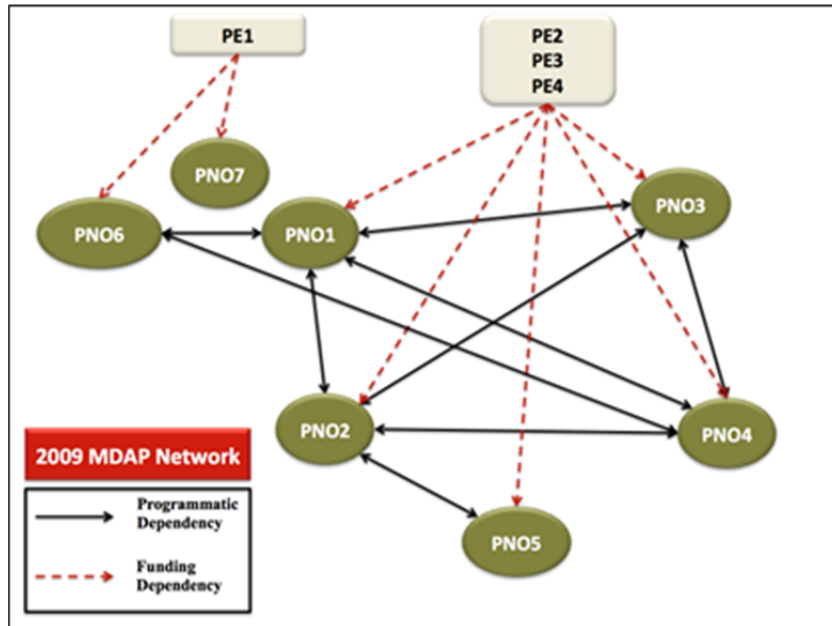 PE1
PE2
PE3
PE4
PNO7
PNO3
PNO6
PNO1
PNO2
PNO4
PNO5
2009 MDAP Network
Programmatic
Dependency
Funding
Dependency